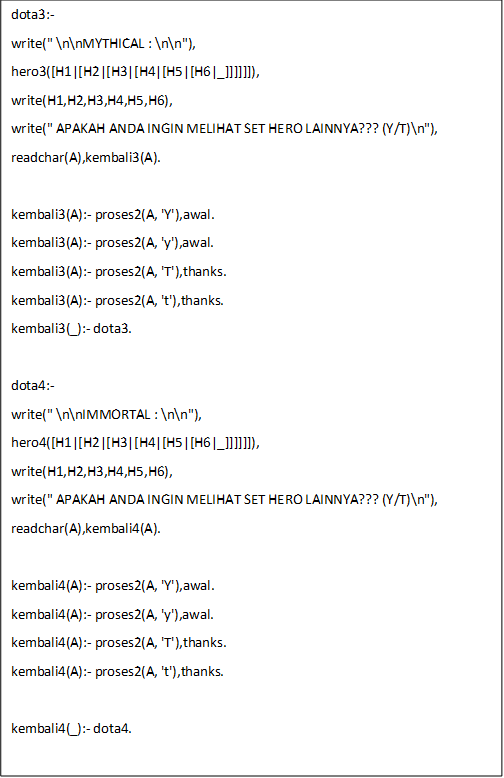 dota3:-
write(" \n\nMYTHICAL : \n\n"),
hero3([H1|[H2|[H3|[H4|[H5|[H6|_]]]]]]),
write(H1,H2,H3,H4,H5,H6),
write(" APAKAH ANDA INGIN MELIHAT SET HERO LAINNYA??? (Y/T)\n"),
readchar(A),kembali3(A).
kembali3(A):- proses2(A, 'Y'),awal.
kembali3(A):- proses2(A, 'y'),awal.
kembali3(A):- proses2(A, 'T'),thanks.
kembali3(A):- proses2(A, 't'),thanks.
kembali3(_):- dota3.
dota4:-
write(" \n\nIMMORTAL : \n\n"),
hero4([H1|[H2|[H3|[H4|[H5|[H6|_]]]]]]),
write(H1,H2,H3,H4,H5,H6),
write(" APAKAH ANDA INGIN MELIHAT SET HERO LAINNYA??? (Y/T)\n"),
readchar(A),kembali4(A).
kembali4(A):- proses2(A, 'Y'),awal.
kembali4(A):- proses2(A, 'y'),awal.
kembali4(A):- proses2(A, 'T'),thanks.
kembali4(A):- proses2(A, 't'),thanks.
kembali4(_):- dota4.